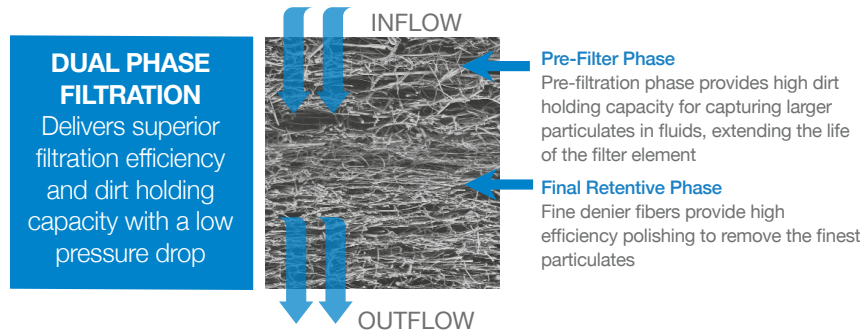 DUAL PHASE
FILTRATION
Delivers superior
filtration efficiency
and dirt holding
capacity with a low
pressure drop
INFLOW
Pre-Filter Phase
Pre-filtration phase provides high dirt
holding capacity for capturing larger
particulates in fluids, extending the life
of the filter element
Final Retentive Phase
Fine denier fibers provide high
efficiency polishing to remove the finest
particulates
OUTFLOW